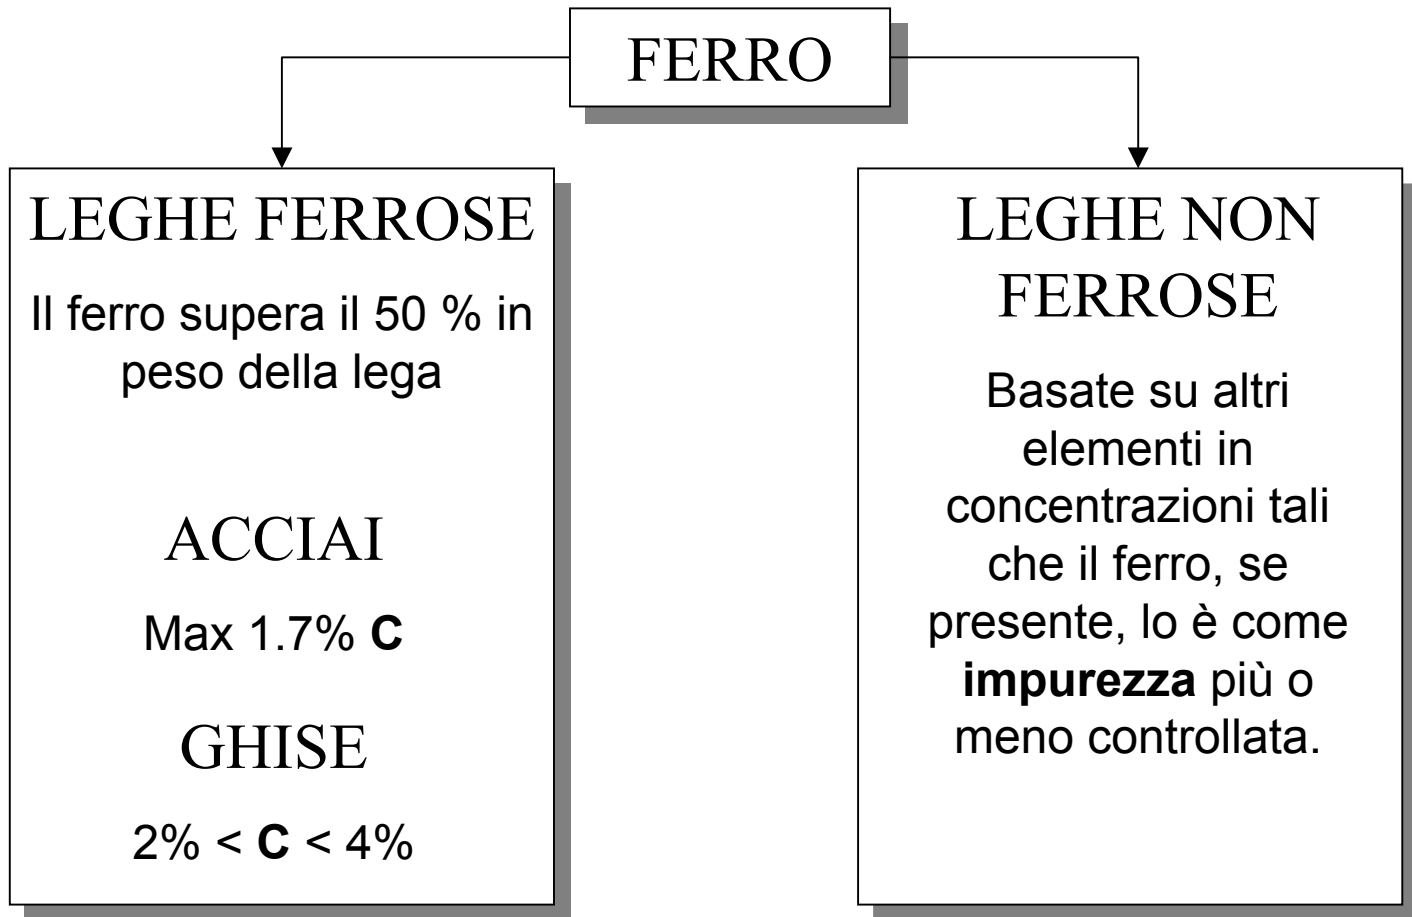 FERRO
LEGHE FERROSE
Il ferro supera il 50 % in
peso della lega
ACCIAI
Max 1.7% C
GHISE
2% < C < 4%
LEGHE NON
FERROSE
Basate su altri
elementi in
concentrazioni tali
che il ferro, se
presente, lo è come
impurezza più o
meno controllata.